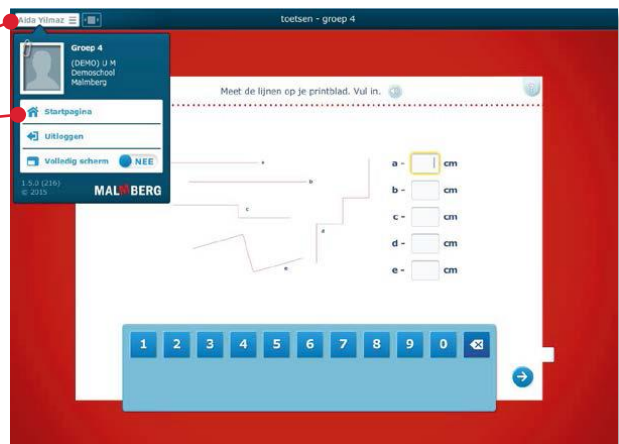 Aida Yilmaz
toetsen - groep 4
Groep 4
(DEMO) U M
Demoschool
Malmberg
Startpagina
Uitloggen
Volledig scherm NEE
1.5.0 (216)
© 2015
MALMBERG
Meet de lijnen op je printblad. Vul in.
a
b
c
d
e
a - cm
b - cm
c - cm
d - cm
e - cm
1 2 3 4 5 6 7 8 9 0